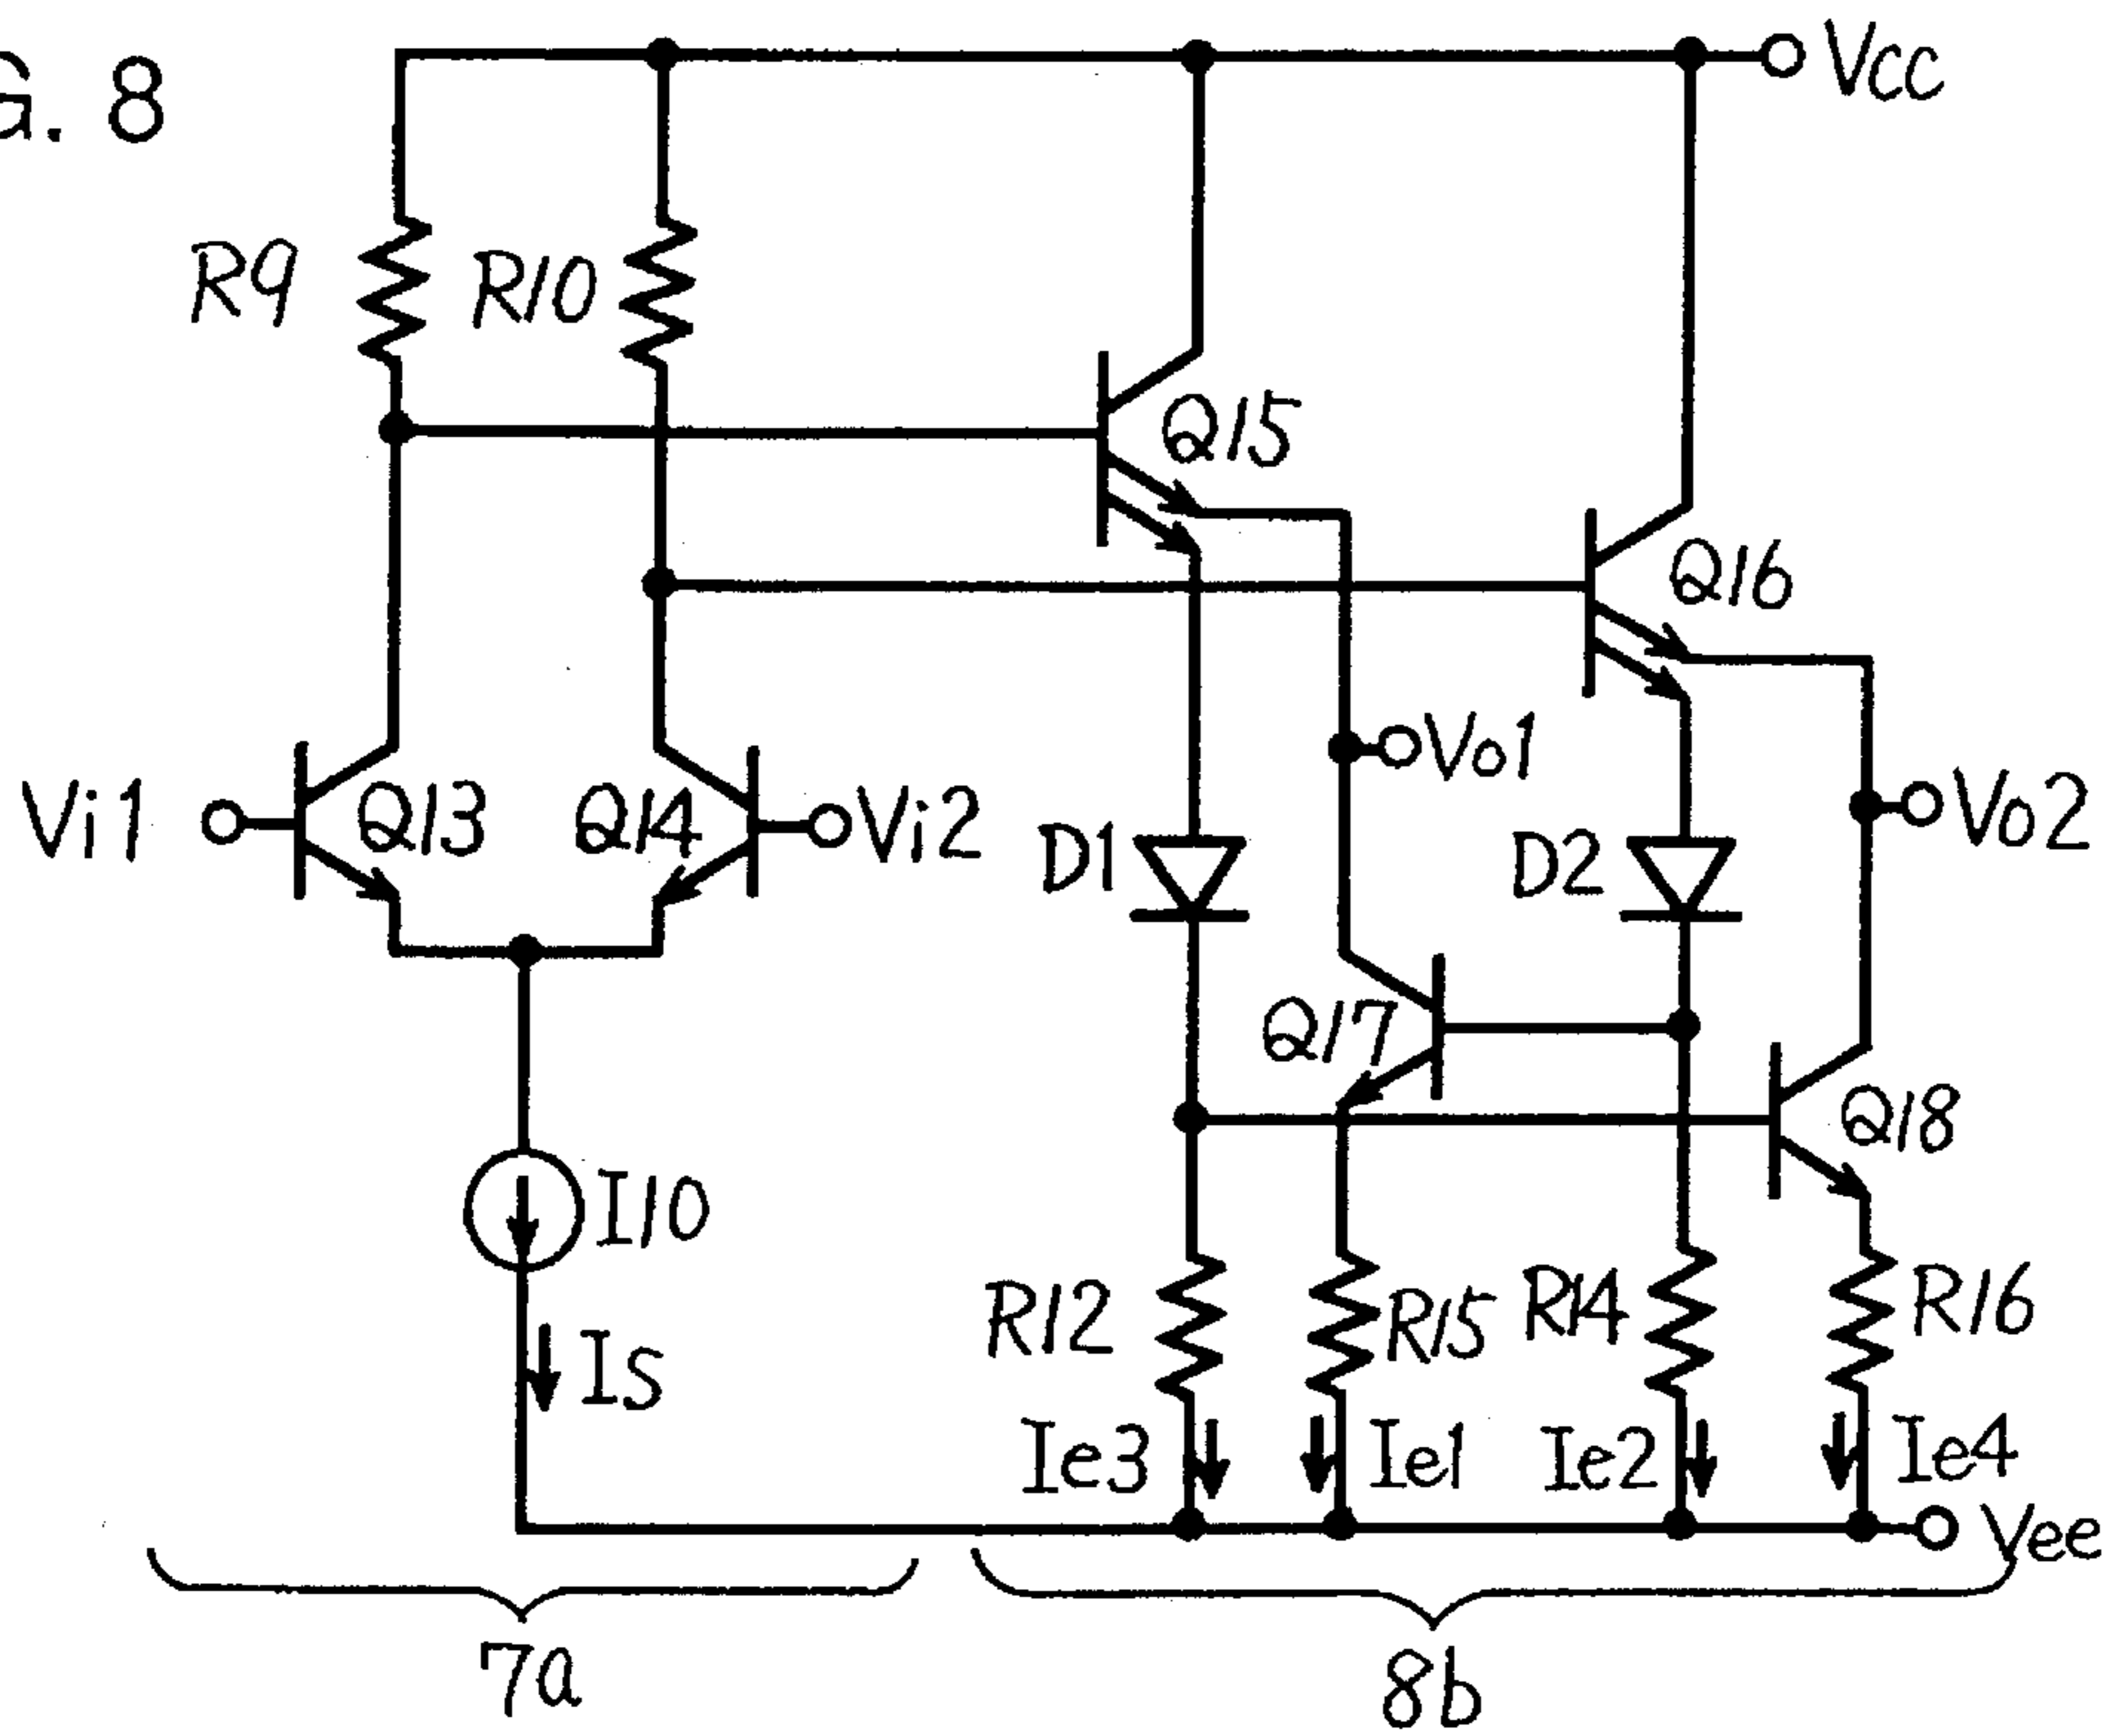 G. 8
Vcc
R9
R10
Q15
Q16
Vi1
Q13
Q14
Vi2
Vo1
Vo2
D1
D2
Q17
Q18
I10
Is
R12
R15
R14
R16
Ie3
Ie1
Ie2
Ie4
Vee
7a
8b